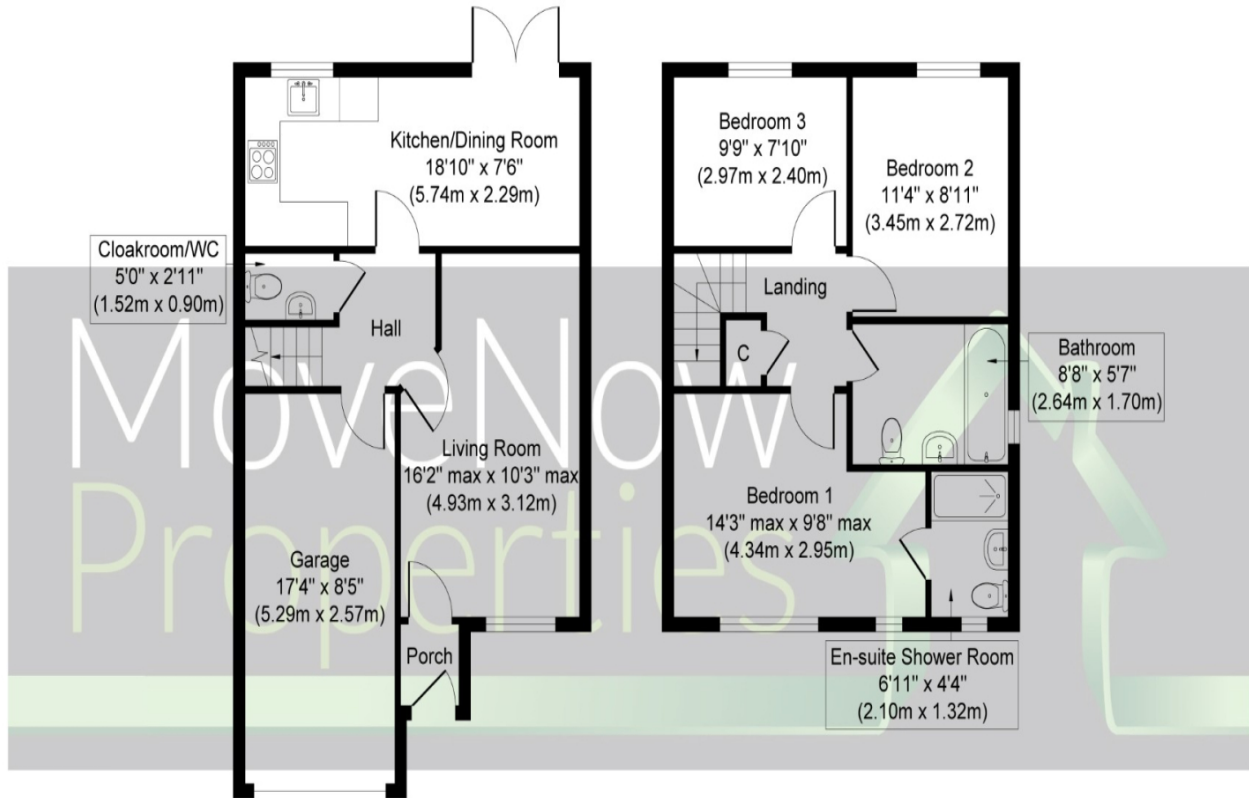 Kitchen/Dining Room
18'10" x 7'6"
(5.74m x 2.29m)
Cloakroom/WC
5'0" x 2'11"
(1.52m x 0.90m)
Hall
Living Room
16'2" max x 10'3" max
(4.93m x 3.12m)
Garage
17'4" x 8'5"
(5.29m x 2.57m)
Porch
Bedroom 3
9'9" x 7'10"
(2.97m x 2.40m)
Bedroom 2
11'4" x 8'11"
(3.45m x 2.72m)
Landing
C
Bathroom
8'8" x 5'7"
(2.64m x 1.70m)
Bedroom 1
14'3" max x 9'8" max
(4.34m x 2.95m)
En-suite Shower Room
6'11" x 4'4"
(2.10m x 1.32m)
MoveNow
Properties